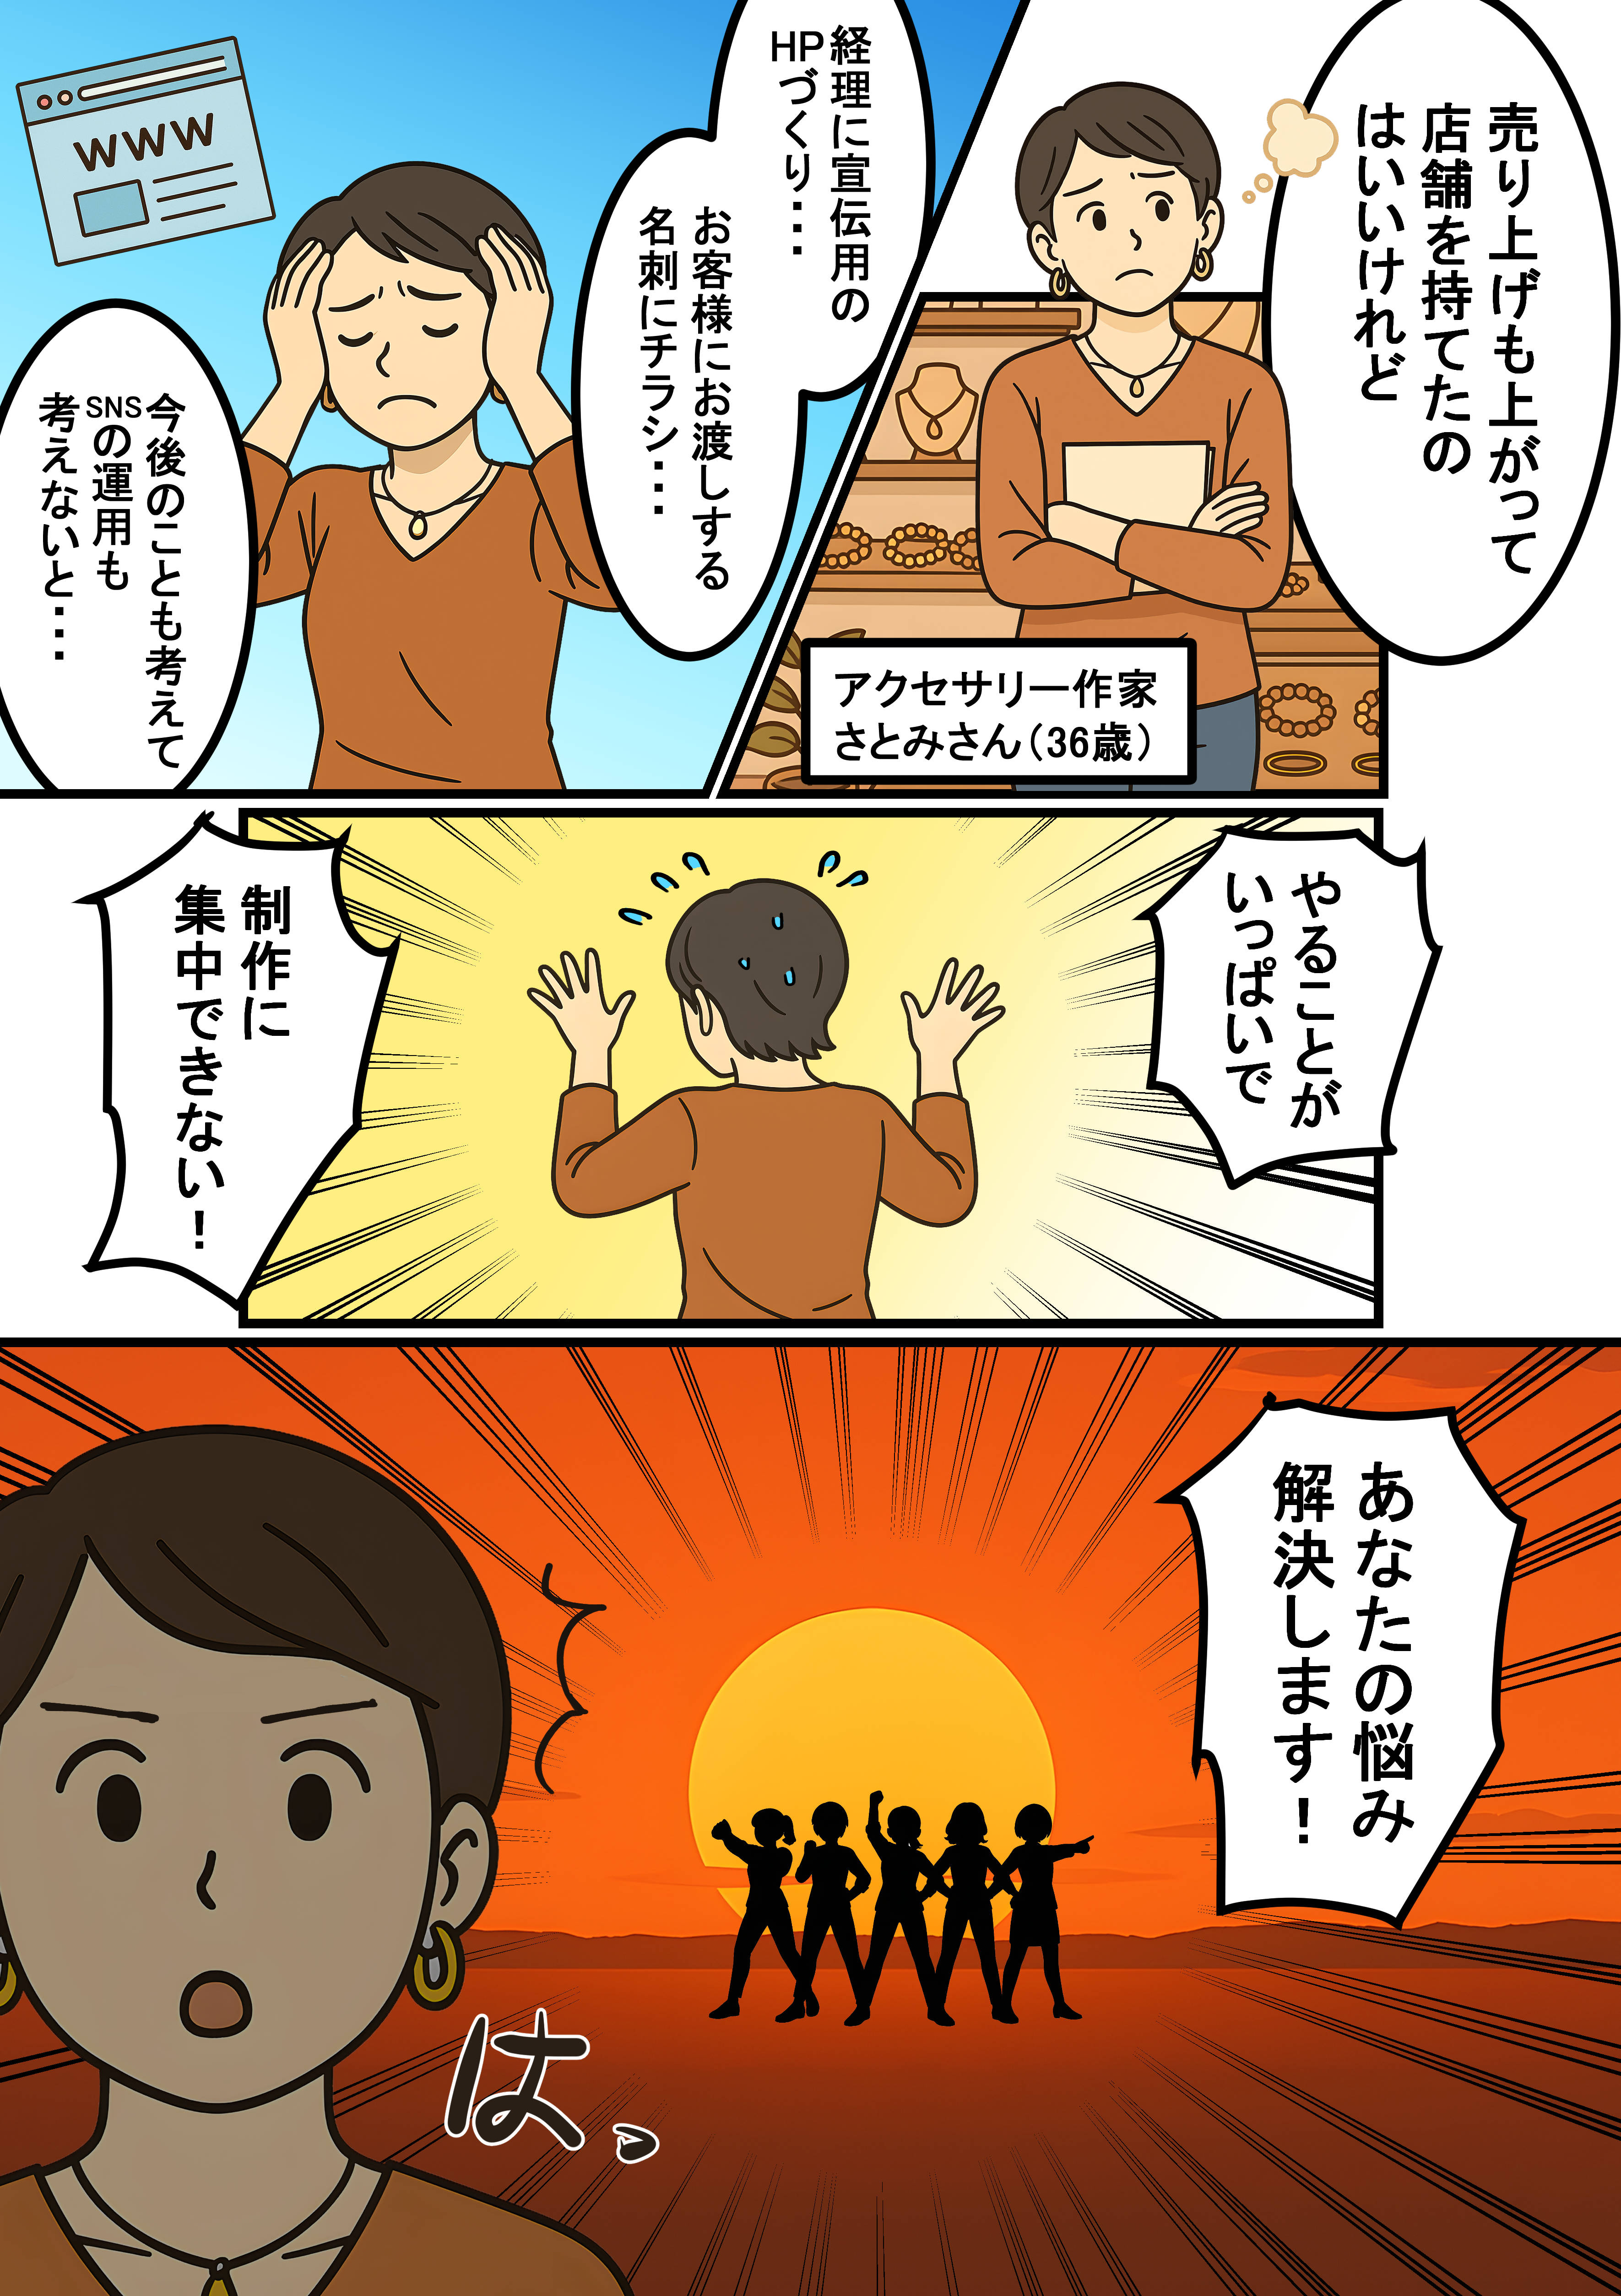 売り上げも上がって
店舗を持てたの
はいいけれど
アクセサリー作家
さとみさん（36歳）
経理に宣伝用の
HPづくり・・・
お客様にお渡しする
名刺にチラシ・・・
WWW
今後のことも考えて
SNSの運用も
考えないと・・・
やることが
いっぱいで
制作に
集中できない！
あなたの悩み
解決します！
はっ